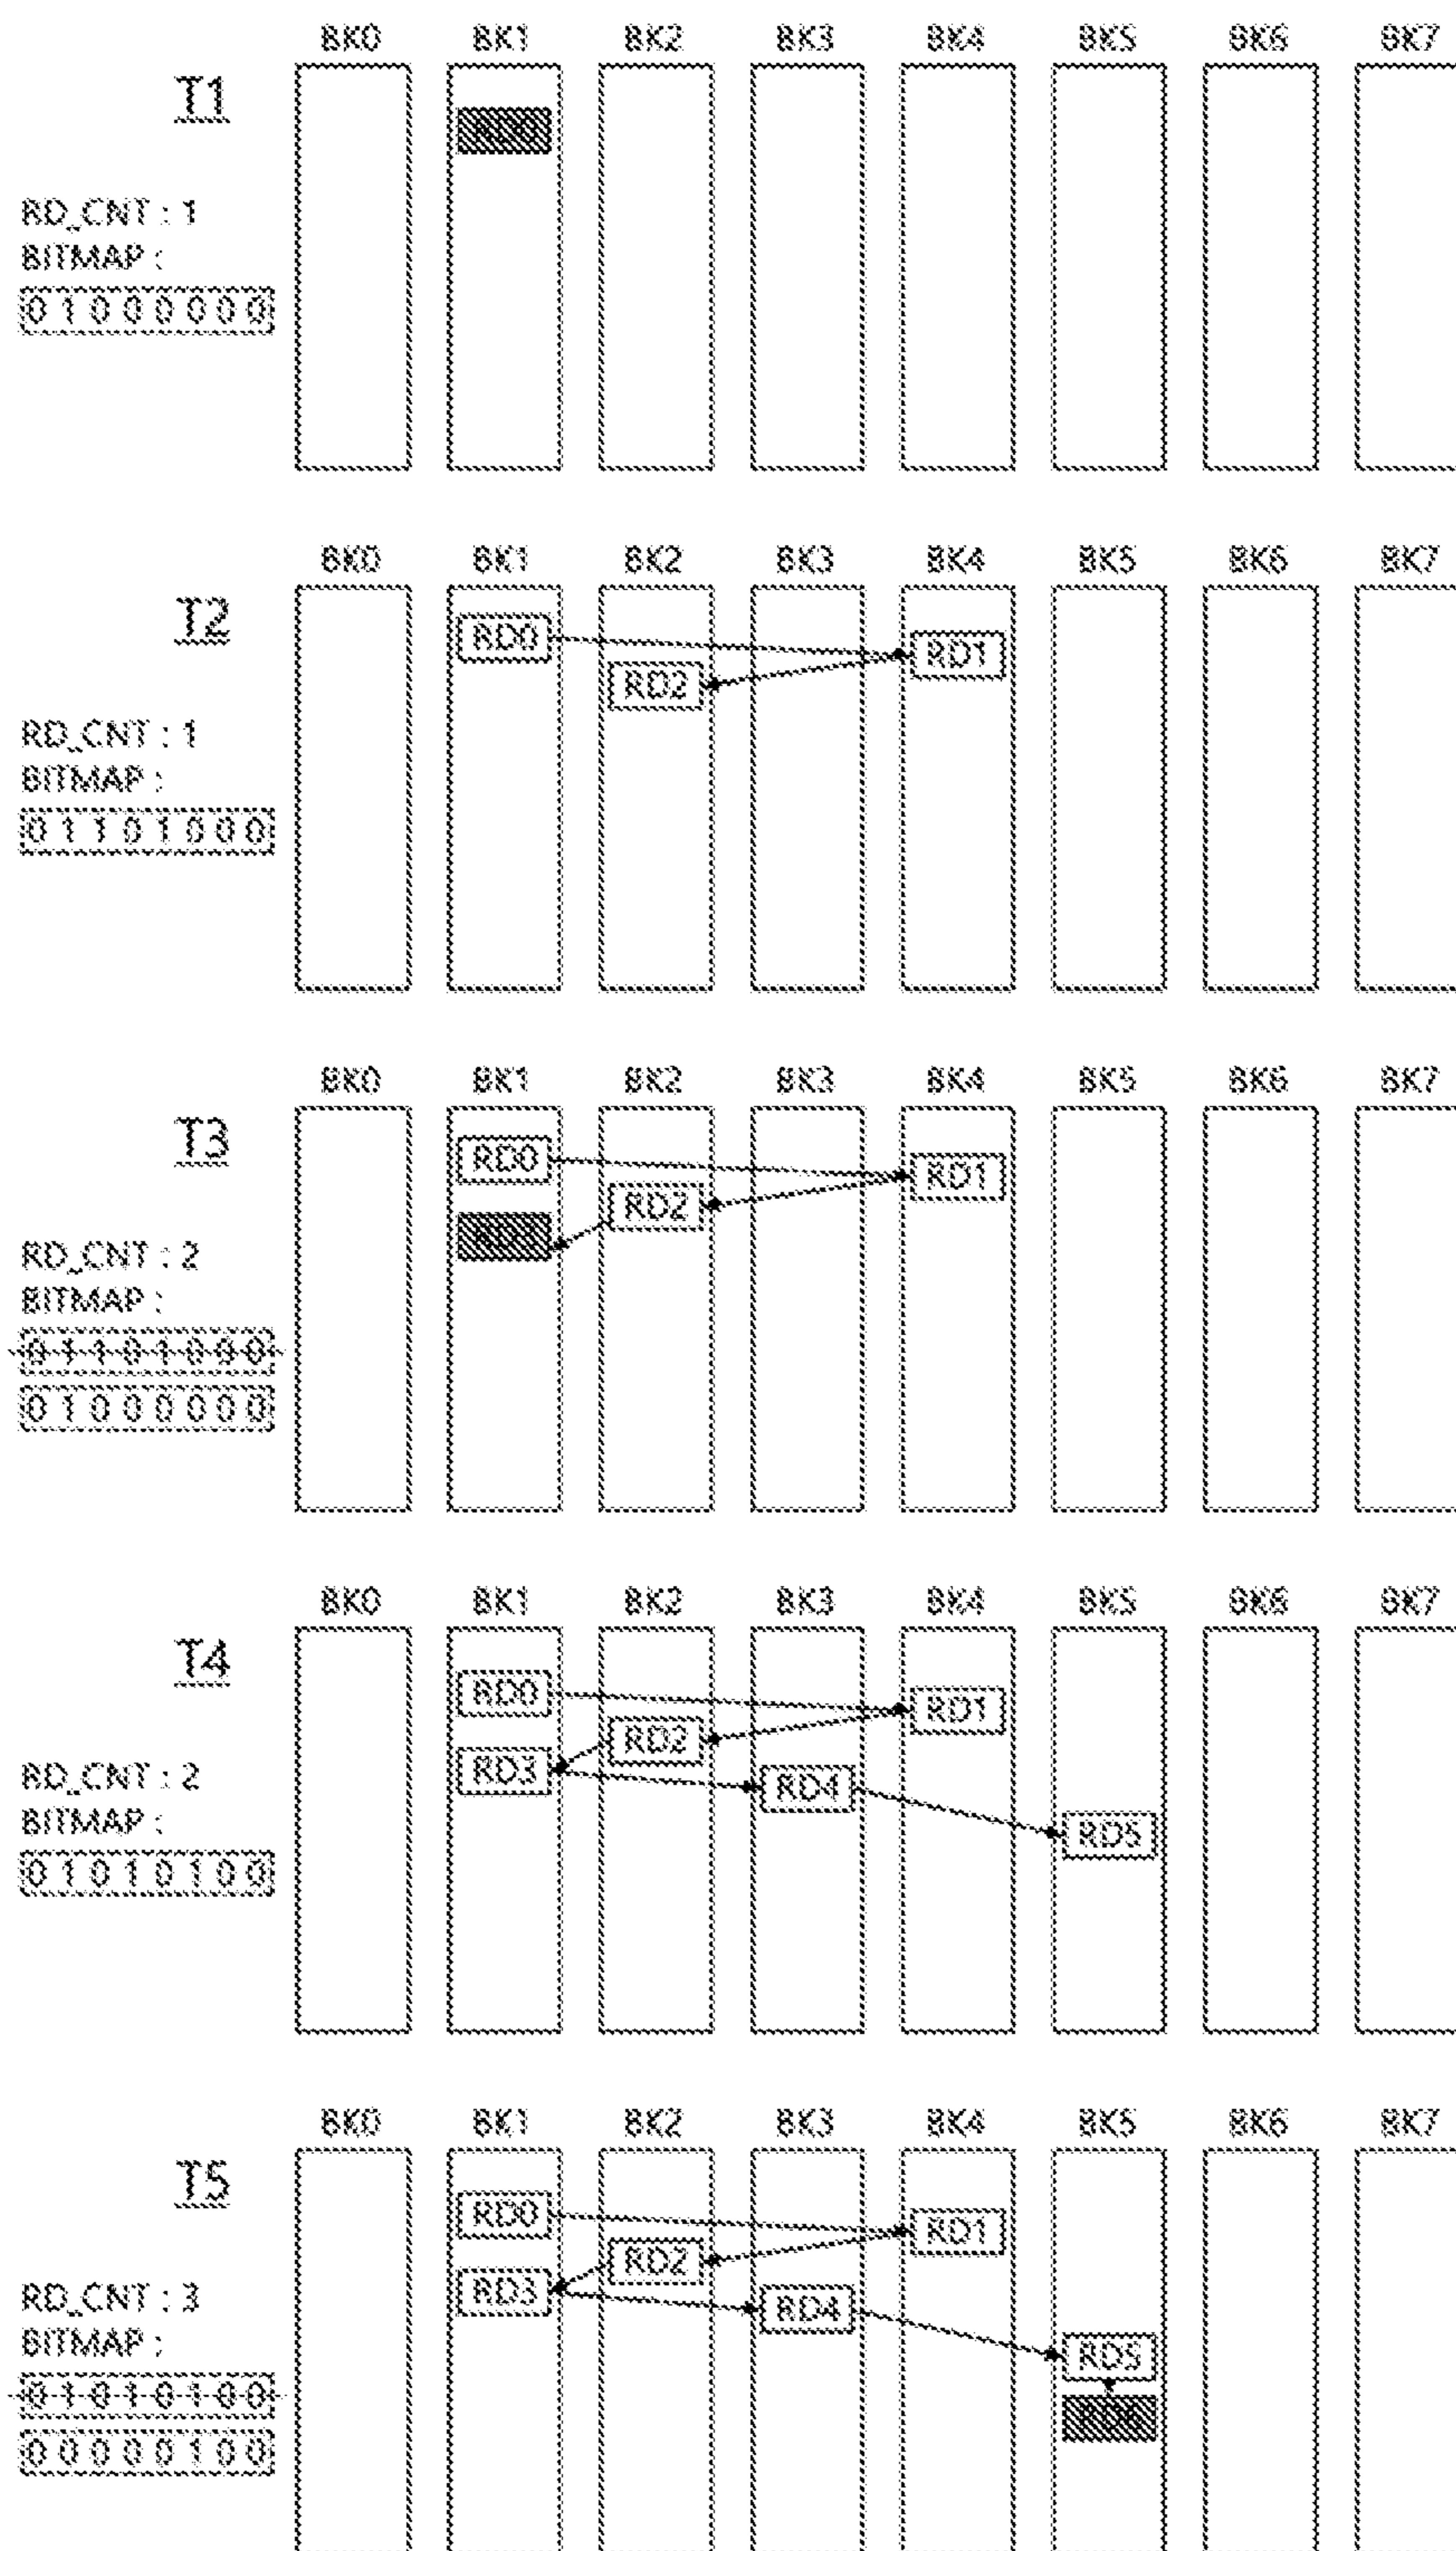 BK0 BK1 BK2 BK3 BK4 BK5 BK6 BK7
T1
RD_CNT : 1
BITMAP :
0 1 0 0 0 0 0 0
BK0 BK1 BK2 BK3 BK4 BK5 BK6 BK7
T2
RD0 RD1
RD2
RD_CNT : 1
BITMAP :
0 1 1 0 1 0 0 0
BK0 BK1 BK2 BK3 BK4 BK5 BK6 BK7
T3
RD0 RD1
RD2
RD_CNT : 2
BITMAP :
0 1 1 0 1 0 0 0
0 1 0 0 0 0 0 0
BK0 BK1 BK2 BK3 BK4 BK5 BK6 BK7
T4
RD0 RD1
RD2
RD3 RD4
RD_CNT : 2
BITMAP :
RD5
0 1 0 1 0 1 0 0
BK0 BK1 BK2 BK3 BK4 BK5 BK6 BK7
T5
RD0 RD1
RD2
RD3 RD4
RD_CNT : 3
BITMAP :
RD5
0 1 0 1 0 1 0 0
0 0 0 0 0 1 0 0